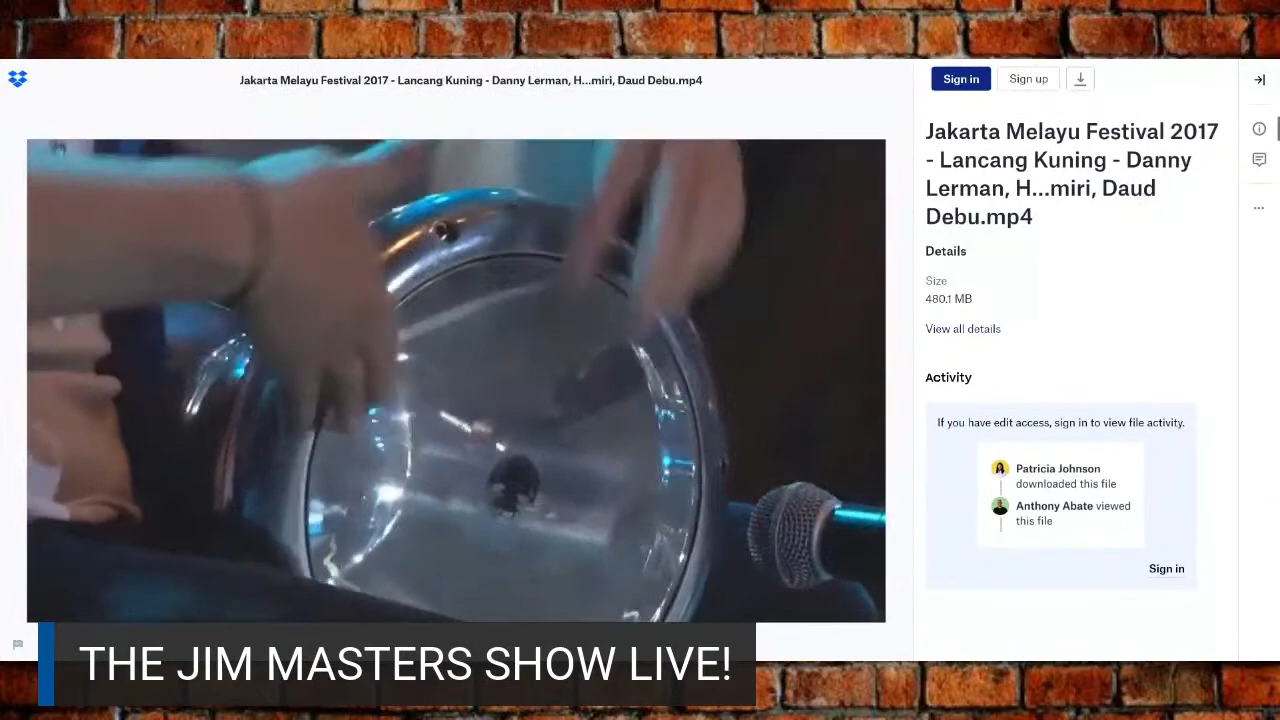 Jakarta Melayu Festival 2017 - Lancang Kuning - Danny Lerman, H...miri, Daud Debu.mp4
Sign in
Sign up
Jakarta Melayu Festival 2017
- Lancang Kuning - Danny
Lerman, H...miri, Daud
Debu.mp4
Details
Size
480.1 MB
View all details
Activity
If you have edit access, sign in to view file activity.
Patricia Johnson
downloaded this file
Anthony Abate viewed
this file
Sign in
THE JIM MASTERS SHOW LIVE!